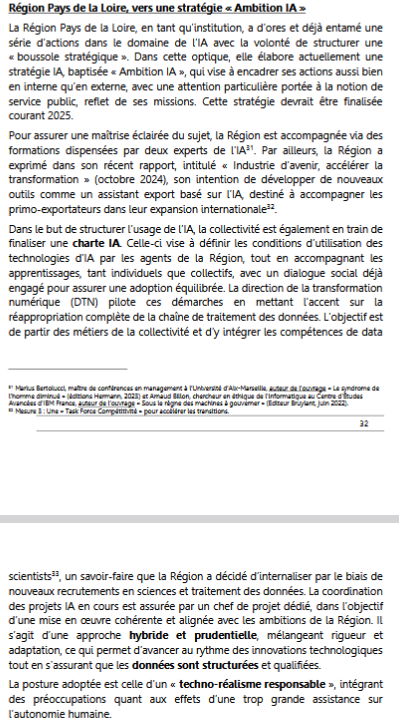 Région Pays de la Loire, vers une stratégie « Ambition IA »
La Région Pays de la Loire, en tant qu'institution, a d'ores et déjà entamé une
série d'actions dans le domaine de l'IA avec la volonté de structurer une
« boussole stratégique ». Dans cette optique, elle élabore actuellement une
stratégie IA, baptisée « Ambition IA », qui vise à encadrer ses actions aussi bien
en interne qu'en externe, avec une attention particulière portée à la notion de
service public, reflet de ses missions. Cette stratégie devrait être finalisée
courant 2025.
Pour assurer une maîtrise éclairée du sujet, la Région est accompagnée via des
formations dispensées par deux experts de l'IA³¹. Par ailleurs, la Région a
exprimé dans son récent rapport, intitulé « Industrie d'avenir, accélérer la
transformation » (octobre 2024), son intention de développer de nouveaux
outils comme un assistant export basé sur l'IA, destiné à accompagner les
primo-exportateurs dans leur expansion internationale³².
Dans le but de structurer l'usage de l'IA, la collectivité est également en train de
finaliser une charte IA. Celle-ci vise à définir les conditions d'utilisation des
technologies d'IA par les agents de la Région, tout en accompagnant les
apprentissages, tant individuels que collectifs, avec un dialogue social déjà
engagé pour assurer une adoption équilibrée. La direction de la transformation
numérique (DTN) pilote ces démarches en mettant l'accent sur la
réappropriation complète de la chaîne de traitement des données. L'objectif est
de partir des métiers de la collectivité et d'y intégrer les compétences de data
³¹ Marius Bertolucci, maître de conférences en management à l'Université d'Aix-Marseille, auteur de l'ouvrage « Le syndrome de
l'homme diminué » (éditions Hermann, 2023) et Arnaud Billon, chercheur en éthique de l'informatique au Centre d'Études
Avancées d'IBM France, auteur de l'ouvrage « Sous le règne des machines à gouverner » (Editeur Bruylant, juin 2022).
³² Mesure 3 : Une « Task Force Compétitivité » pour accélérer les transitions.
32
scientists³³, un savoir-faire que la Région a décidé d'internaliser par le biais de
nouveaux recrutements en sciences et traitement des données. La coordination
des projets IA en cours est assurée par un chef de projet dédié, dans l'objectif
d'une mise en œuvre cohérente et alignée avec les ambitions de la Région. Il
s'agit d'une approche hybride et prudentielle, mélangeant rigueur et
adaptation, ce qui permet d'avancer au rythme des innovations technologiques
tout en s'assurant que les données sont structurées et qualifiées.
La posture adoptée est celle d'un « techno-réalisme responsable », intégrant
des préoccupations quant aux effets d'une trop grande assistance sur
l'autonomie humaine.